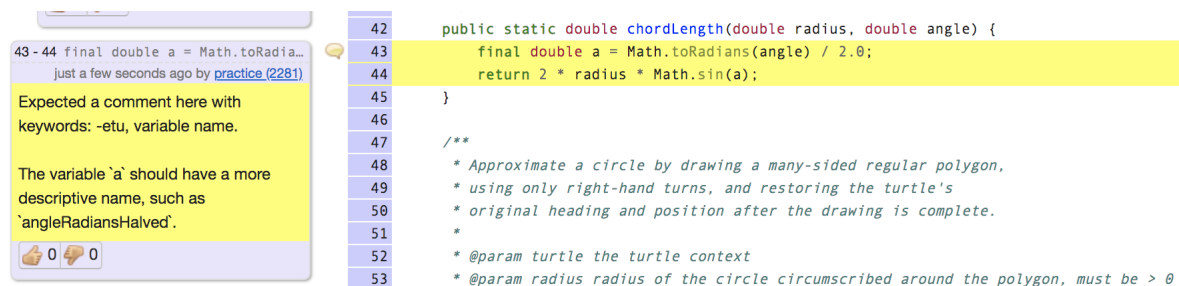 43 - 44 final double a = Math.toRadia…
just a few seconds ago by practice (2281)
Expected a comment here with
keywords: -etu, variable name.
The variable `a` should have a more
descriptive name, such as
`angleRadiansHalved`.
0 0
42 public static double chordLength(double radius, double angle) {
43 final double a = Math.toRadians(angle) / 2.0;
44 return 2 * radius * Math.sin(a);
45 }
46
47 /**
48 * Approximate a circle by drawing a many-sided regular polygon,
49 * using only right-hand turns, and restoring the turtle's
50 * original heading and position after the drawing is complete.
51 *
52 * @param turtle the turtle context
53 * @param radius radius of the circle circumscribed around the polygon, must be > 0